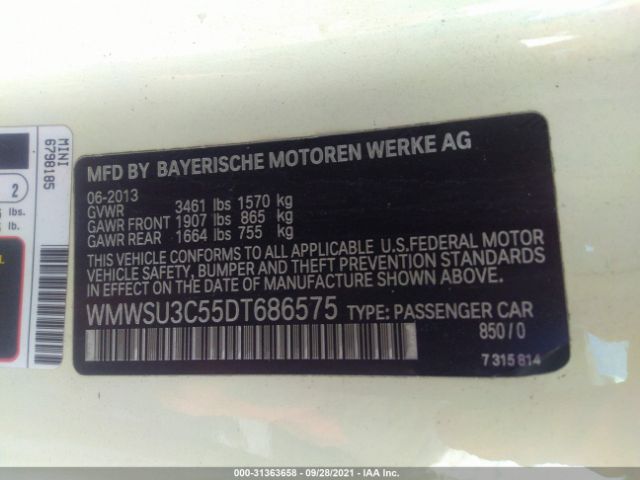 MINI
6798185
2
lbs.
lbs.
MFD BY BAYERISCHE MOTOREN WERKE AG
06-2013
GVWR 3461 lbs 1570 kg
GAWR FRONT 1907 lbs 865 kg
GAWR REAR 1664 lbs 755 kg
THIS VEHICLE CONFORMS TO ALL APPLICABLE U.S.FEDERAL MOTOR
VEHICLE SAFETY, BUMPER AND THEFT PREVENTION STANDARDS
IN EFFECT ON THE DATE OF MANUFACTURE SHOWN ABOVE.
WMWSU3C55DT686575 TYPE: PASSENGER CAR
850/0
7 315 814
000-31363658 - 09/28/2021 - IAA Inc.